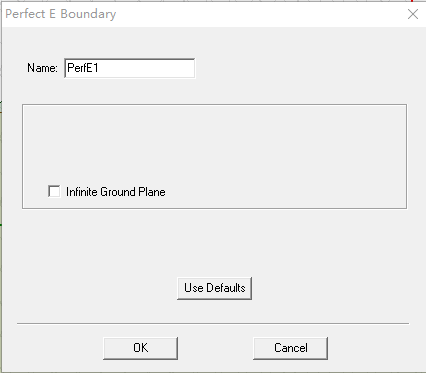 Perfect E Boundary
Name: PerfE1
Infinite Ground Plane
Use Defaults
OK Cancel